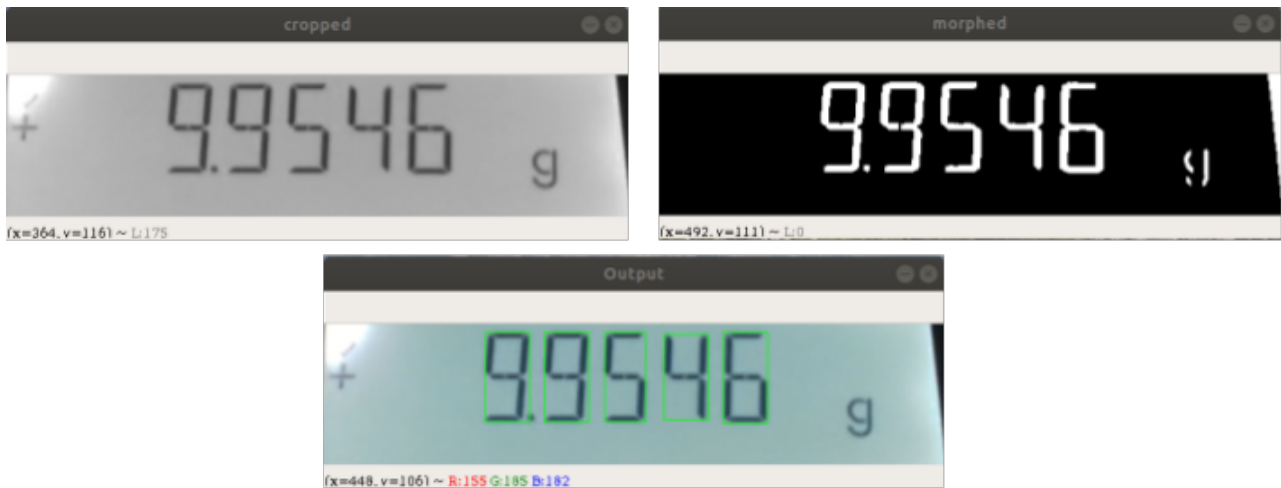 cropped
+
9.9546
g
(x=364, y=116) ~ L:175
morphed
9.9546
g
(x=492, y=111) ~ L:0
Output
+
9.9546
g
(x=448, y=106) ~ R:155 G:185 B:182